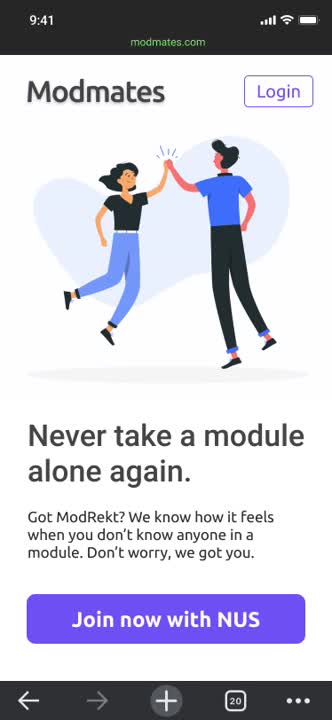 9:41
modmates.com
Modmates
Login
Never take a module
alone again.
Got ModRekt? We know how it feels
when you don’t know anyone in a
module. Don’t worry, we got you.
Join now with NUS
20